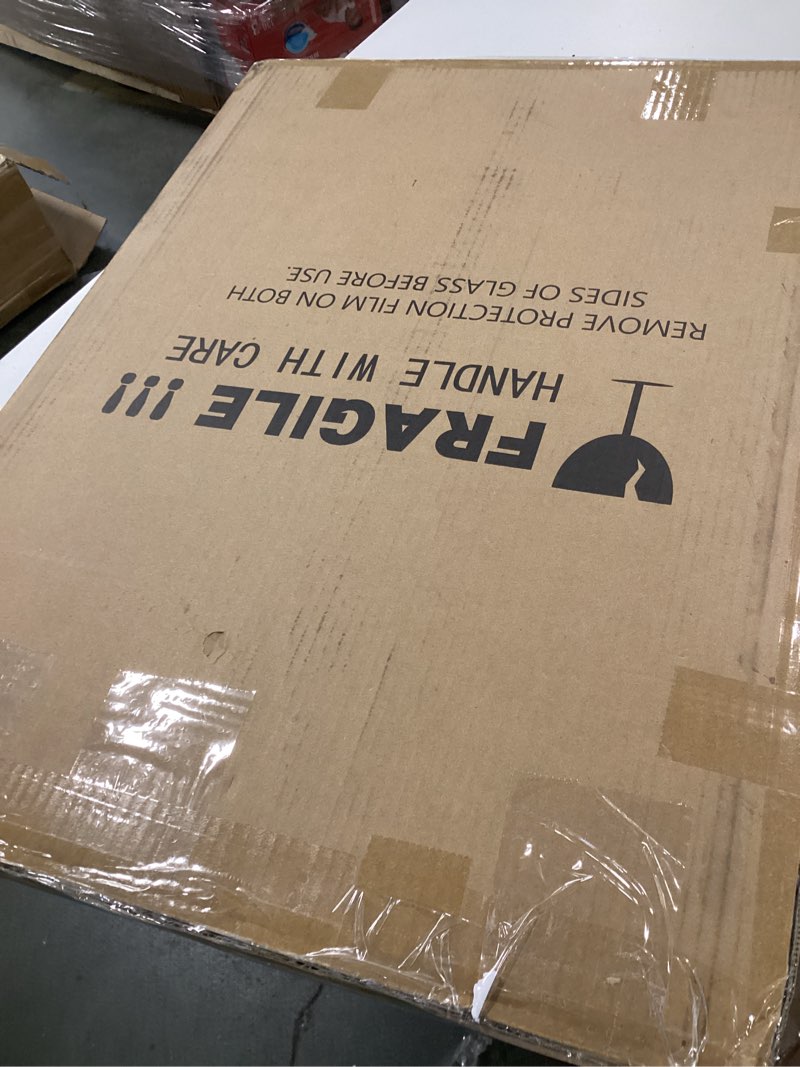 FRAGILE !!!
HANDLE WITH CARE
REMOVE PROTECTION FILM ON BOTH
SIDES OF GLASS BEFORE USE.